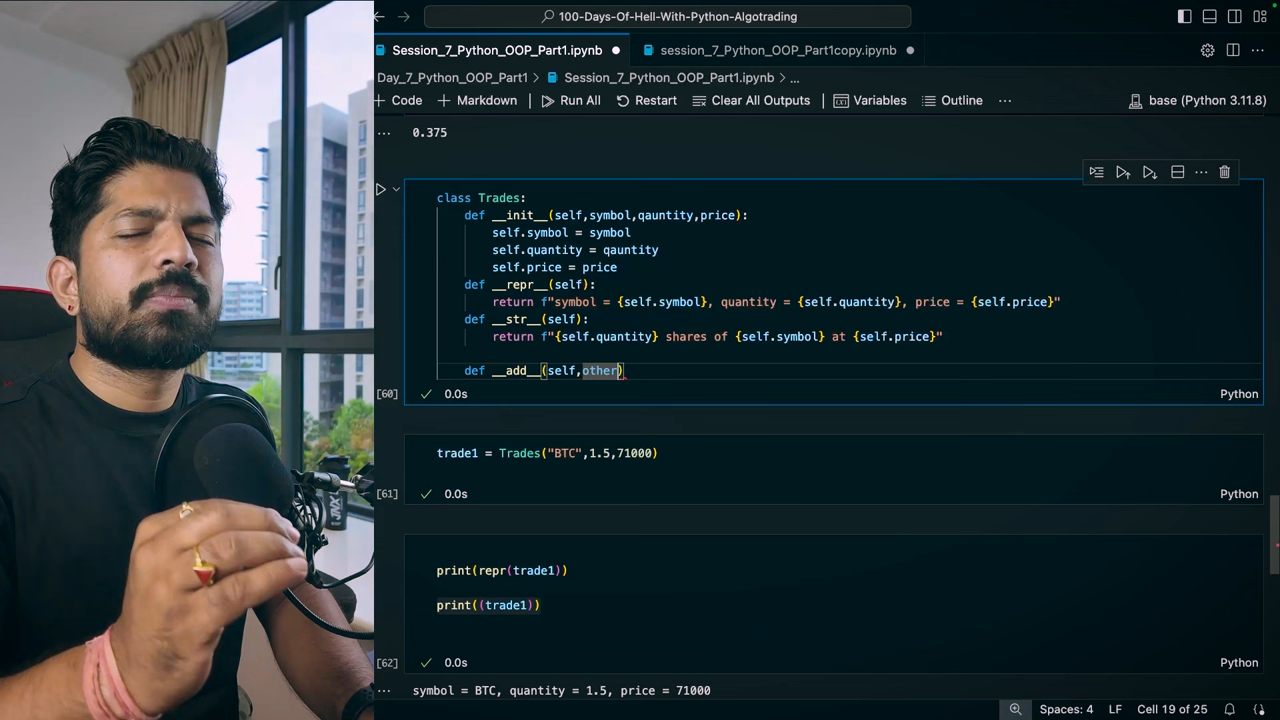 100-Days-Of-Hell-With-Python-Algotrading
Session_7_Python_OOP_Part1.ipynb
session_7_Python_OOP_Part1copy.ipynb
Day_7_Python_OOP_Part1 > Session_7_Python_OOP_Part1.ipynb > ...
+ Code + Markdown | Run All Restart Clear All Outputs | Variables Outline ... base (Python 3.11.8)
... 0.375
class Trades:
def __init__(self,symbol,qauntity,price):
self.symbol = symbol
self.quantity = qauntity
self.price = price
def __repr__(self):
return f"symbol = {self.symbol}, quantity = {self.quantity}, price = {self.price}"
def __str__(self):
return f"{self.quantity} shares of {self.symbol} at {self.price}"
def __add__(self,other)
[60] ✓ 0.0s Python
trade1 = Trades("BTC",1.5,71000)
[61] ✓ 0.0s Python
print(repr(trade1))
print((trade1))
[62] ✓ 0.0s Python
... symbol = BTC, quantity = 1.5, price = 71000
Spaces: 4 LF Cell 19 of 25